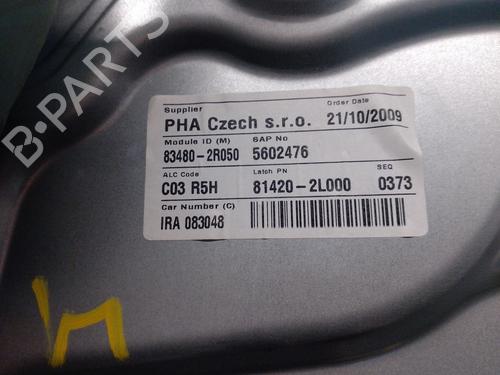 B-PARTS
Supplier Order Date
PHA Czech s.r.o. 21/10/2009
Module ID (M) SAP No
83480-2R050 5602476
ALC Code Latch PN SEQ
C03 R5H 81420-2L000 0373
Car Number (C)
IRA 083048